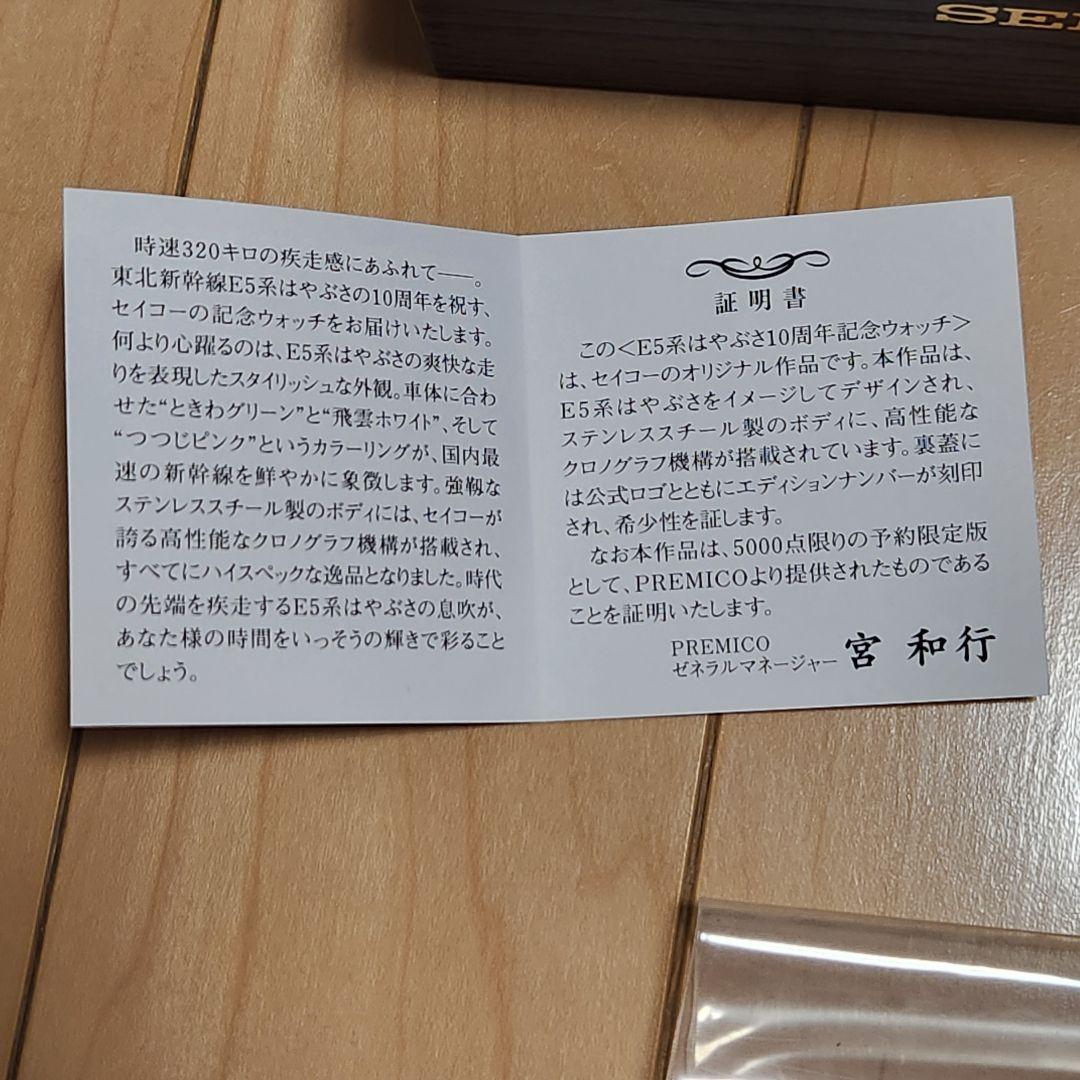 SEI
時速320キロの疾走感にあふれて──。
東北新幹線E5系はやぶさの10周年を祝す、
セイコーの記念ウォッチをお届けいたします。
何より心躍るのは、E5系はやぶさの爽快な走
りを表現したスタイリッシュな外観。車体に合わ
せた“ときわグリーン”と“飛雲ホワイト”、そして
“つつじピンク”というカラーリングが、国内最
速の新幹線を鮮やかに象徴します。強靱な
ステンレススチール製のボディには、セイコーが
誇る高性能なクロノグラフ機構が搭載され、
すべてにハイスペックな逸品となりました。時代
の先端を疾走するE5系はやぶさの息吹が、
あなた様の時間をいっそうの輝きで彩ること
でしょう。
証明書
この＜E5系はやぶさ10周年記念ウォッチ＞
は、セイコーのオリジナル作品です。本作品は、
E5系はやぶさをイメージしてデザインされ、
ステンレススチール製のボディに、高性能な
クロノグラフ機構が搭載されています。裏蓋に
は公式ロゴとともにエディションナンバーが刻印
され、希少性を証します。
なお本作品は、5000点限りの予約限定版
として、PREMICOより提供されたものである
ことを証明いたします。
PREMICO
ゼネラルマネージャー 宮 和行